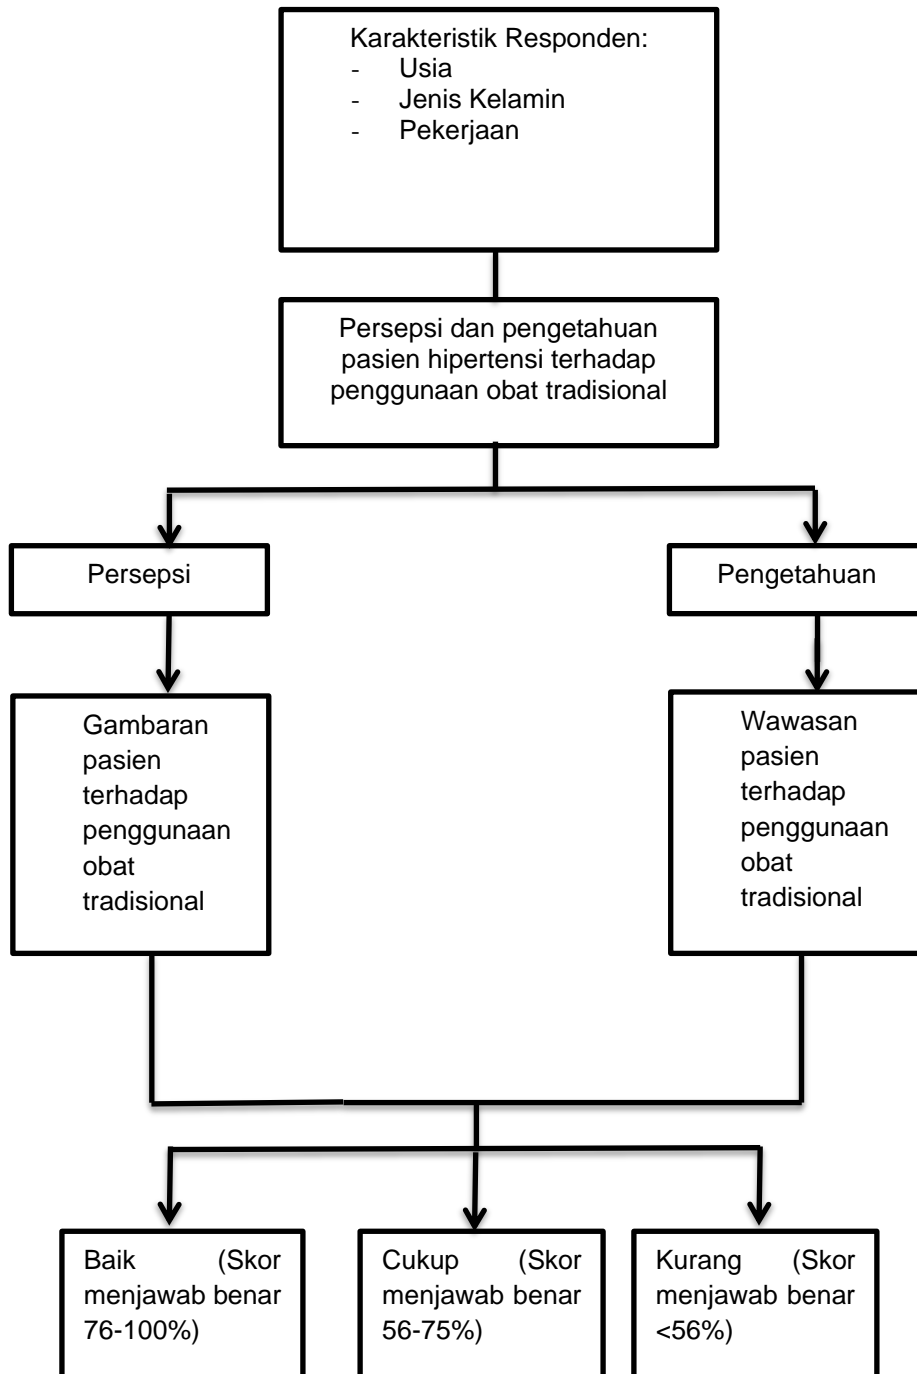 Karakteristik Responden:
- Usia
- Jenis Kelamin
- Pekerjaan
Persepsi dan pengetahuan
pasien hipertensi terhadap
penggunaan obat tradisional
Persepsi
Pengetahuan
Gambaran
pasien
terhadap
penggunaan
obat
tradisional
Wawasan
pasien
terhadap
penggunaan
obat
tradisional
Baik (Skor
menjawab benar
76-100%)
Cukup (Skor
menjawab benar
56-75%)
Kurang (Skor
menjawab benar
<56%)